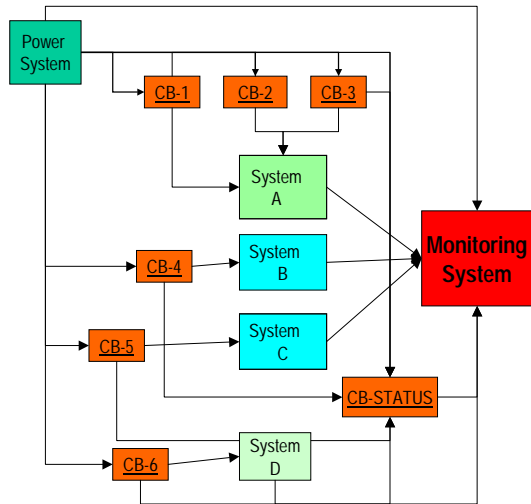 Power
System
CB-1
CB-2
CB-3
System
A
Monitoring
System
System
B
CB-4
System
C
CB-5
CB-STATUS
System
D
CB-6